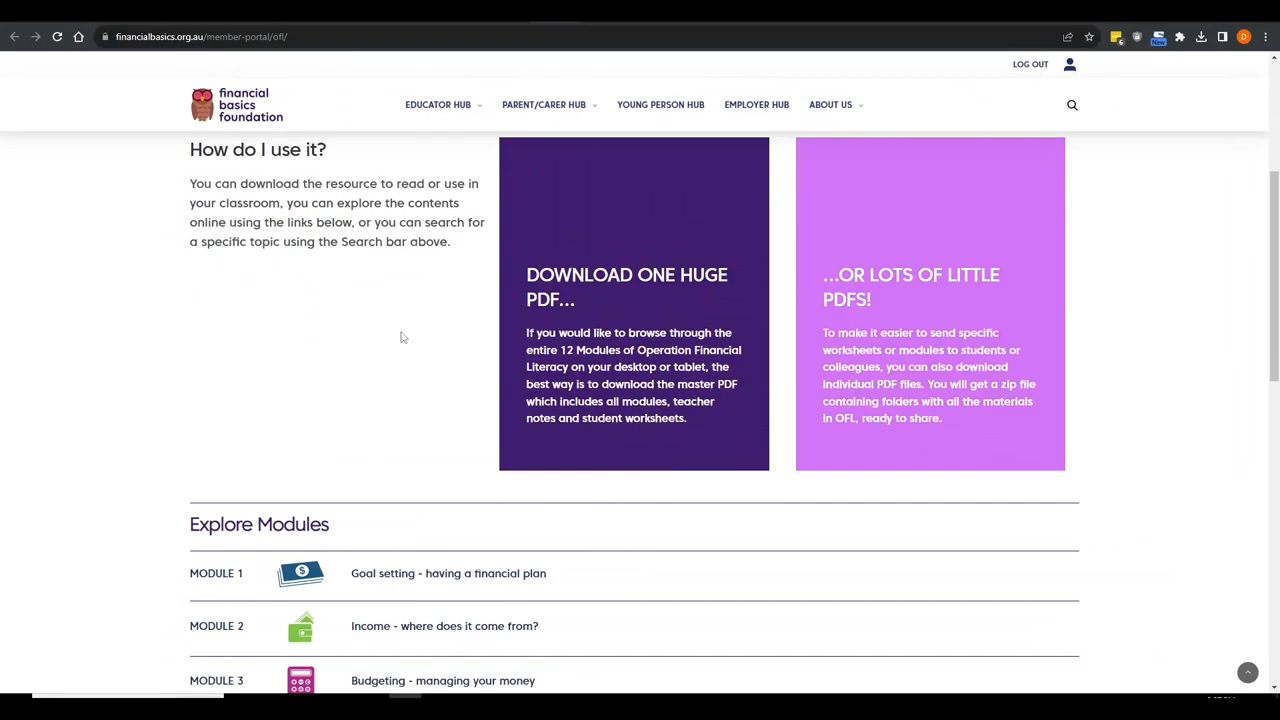 financialbasics.org.au/member-portal/ofl/
6
New
D
LOG OUT
financial
basics
foundation
EDUCATOR HUB
PARENT/CARER HUB
YOUNG PERSON HUB
EMPLOYER HUB
ABOUT US
How do I use it?
You can download the resource to read or use in
your classroom, you can explore the contents
online using the links below, or you can search for
a specific topic using the Search bar above.
DOWNLOAD ONE HUGE
PDF...
If you would like to browse through the
entire 12 Modules of Operation Financial
Literacy on your desktop or tablet, the
best way is to download the master PDF
which includes all modules, teacher
notes and student worksheets.
...OR LOTS OF LITTLE
PDFS!
To make it easier to send specific
worksheets or modules to students or
colleagues, you can also download
individual PDF files. You will get a zip file
containing folders with all the materials
in OFL, ready to share.
Explore Modules
MODULE 1 Goal setting - having a financial plan
MODULE 2 Income - where does it come from?
MODULE 3 Budgeting - managing your money